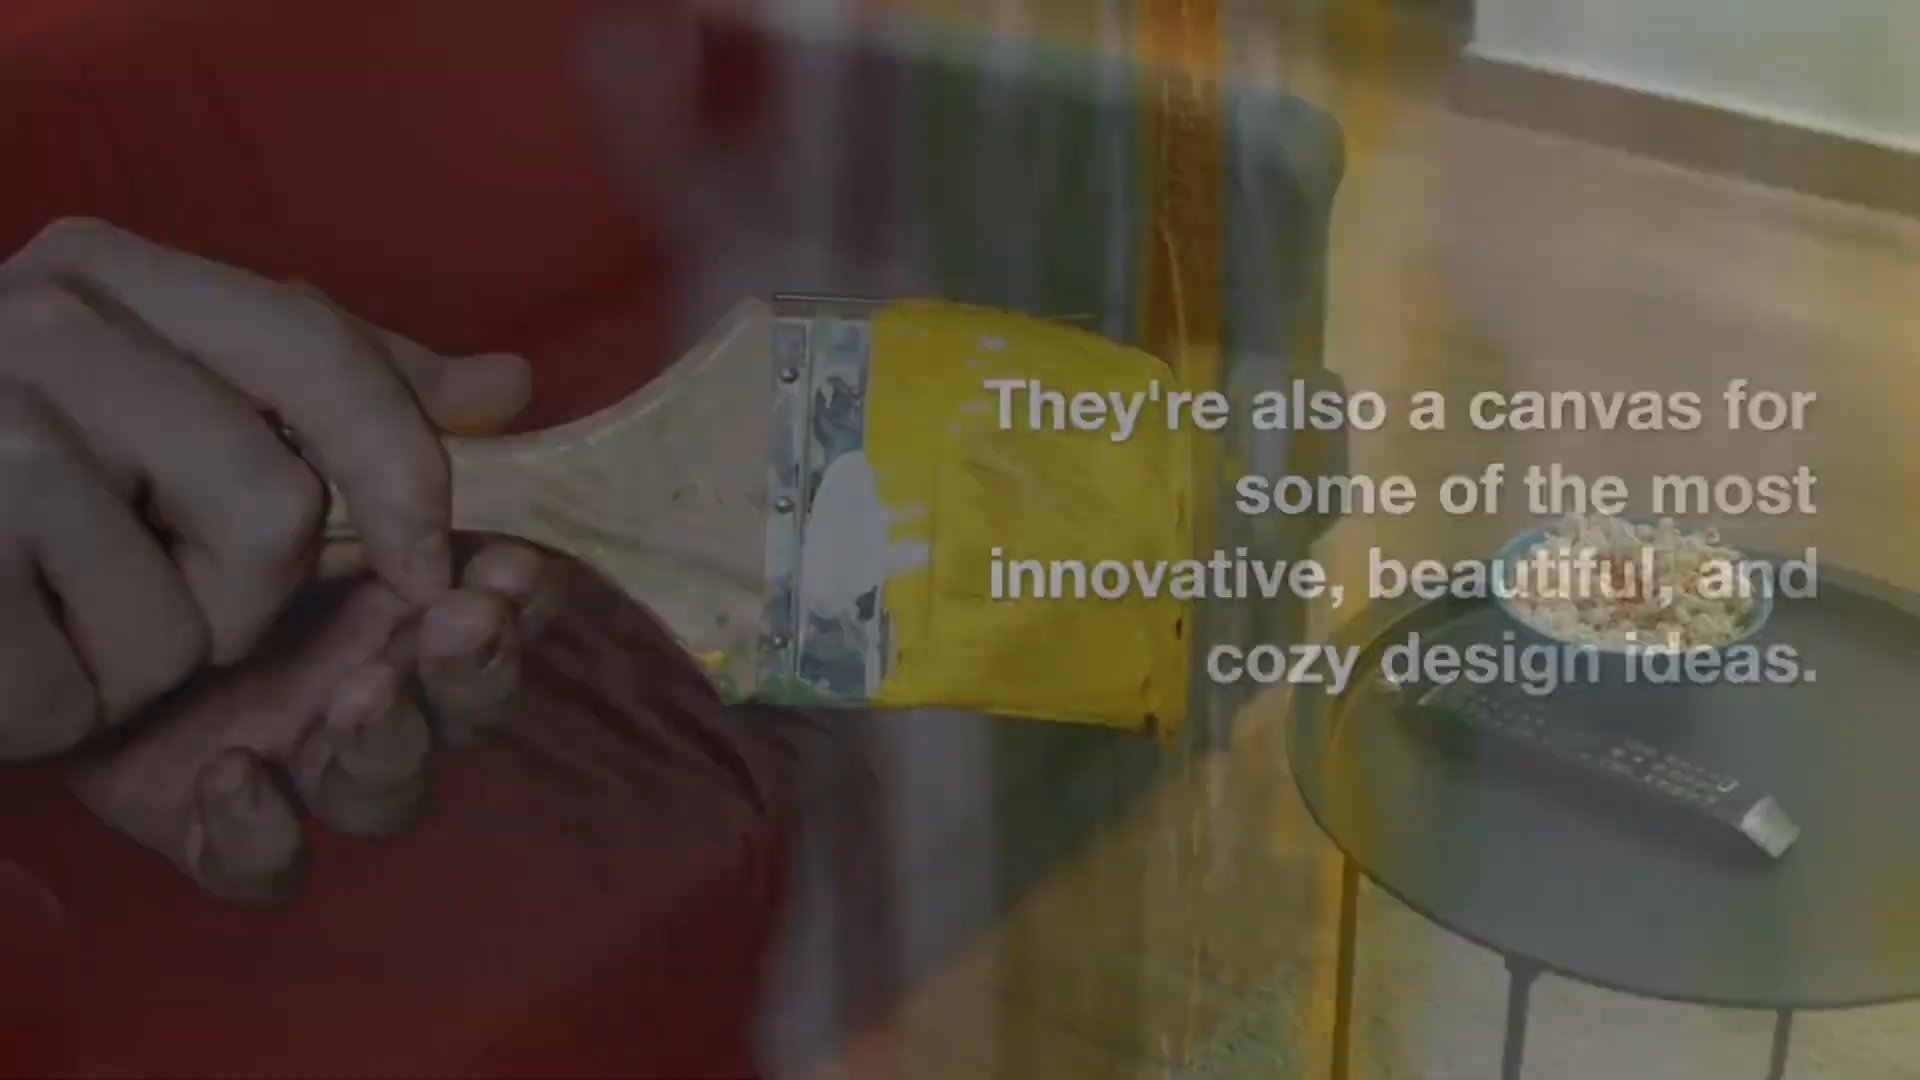 They're also a canvas for
some of the most
innovative, beautiful, and
cozy design ideas.